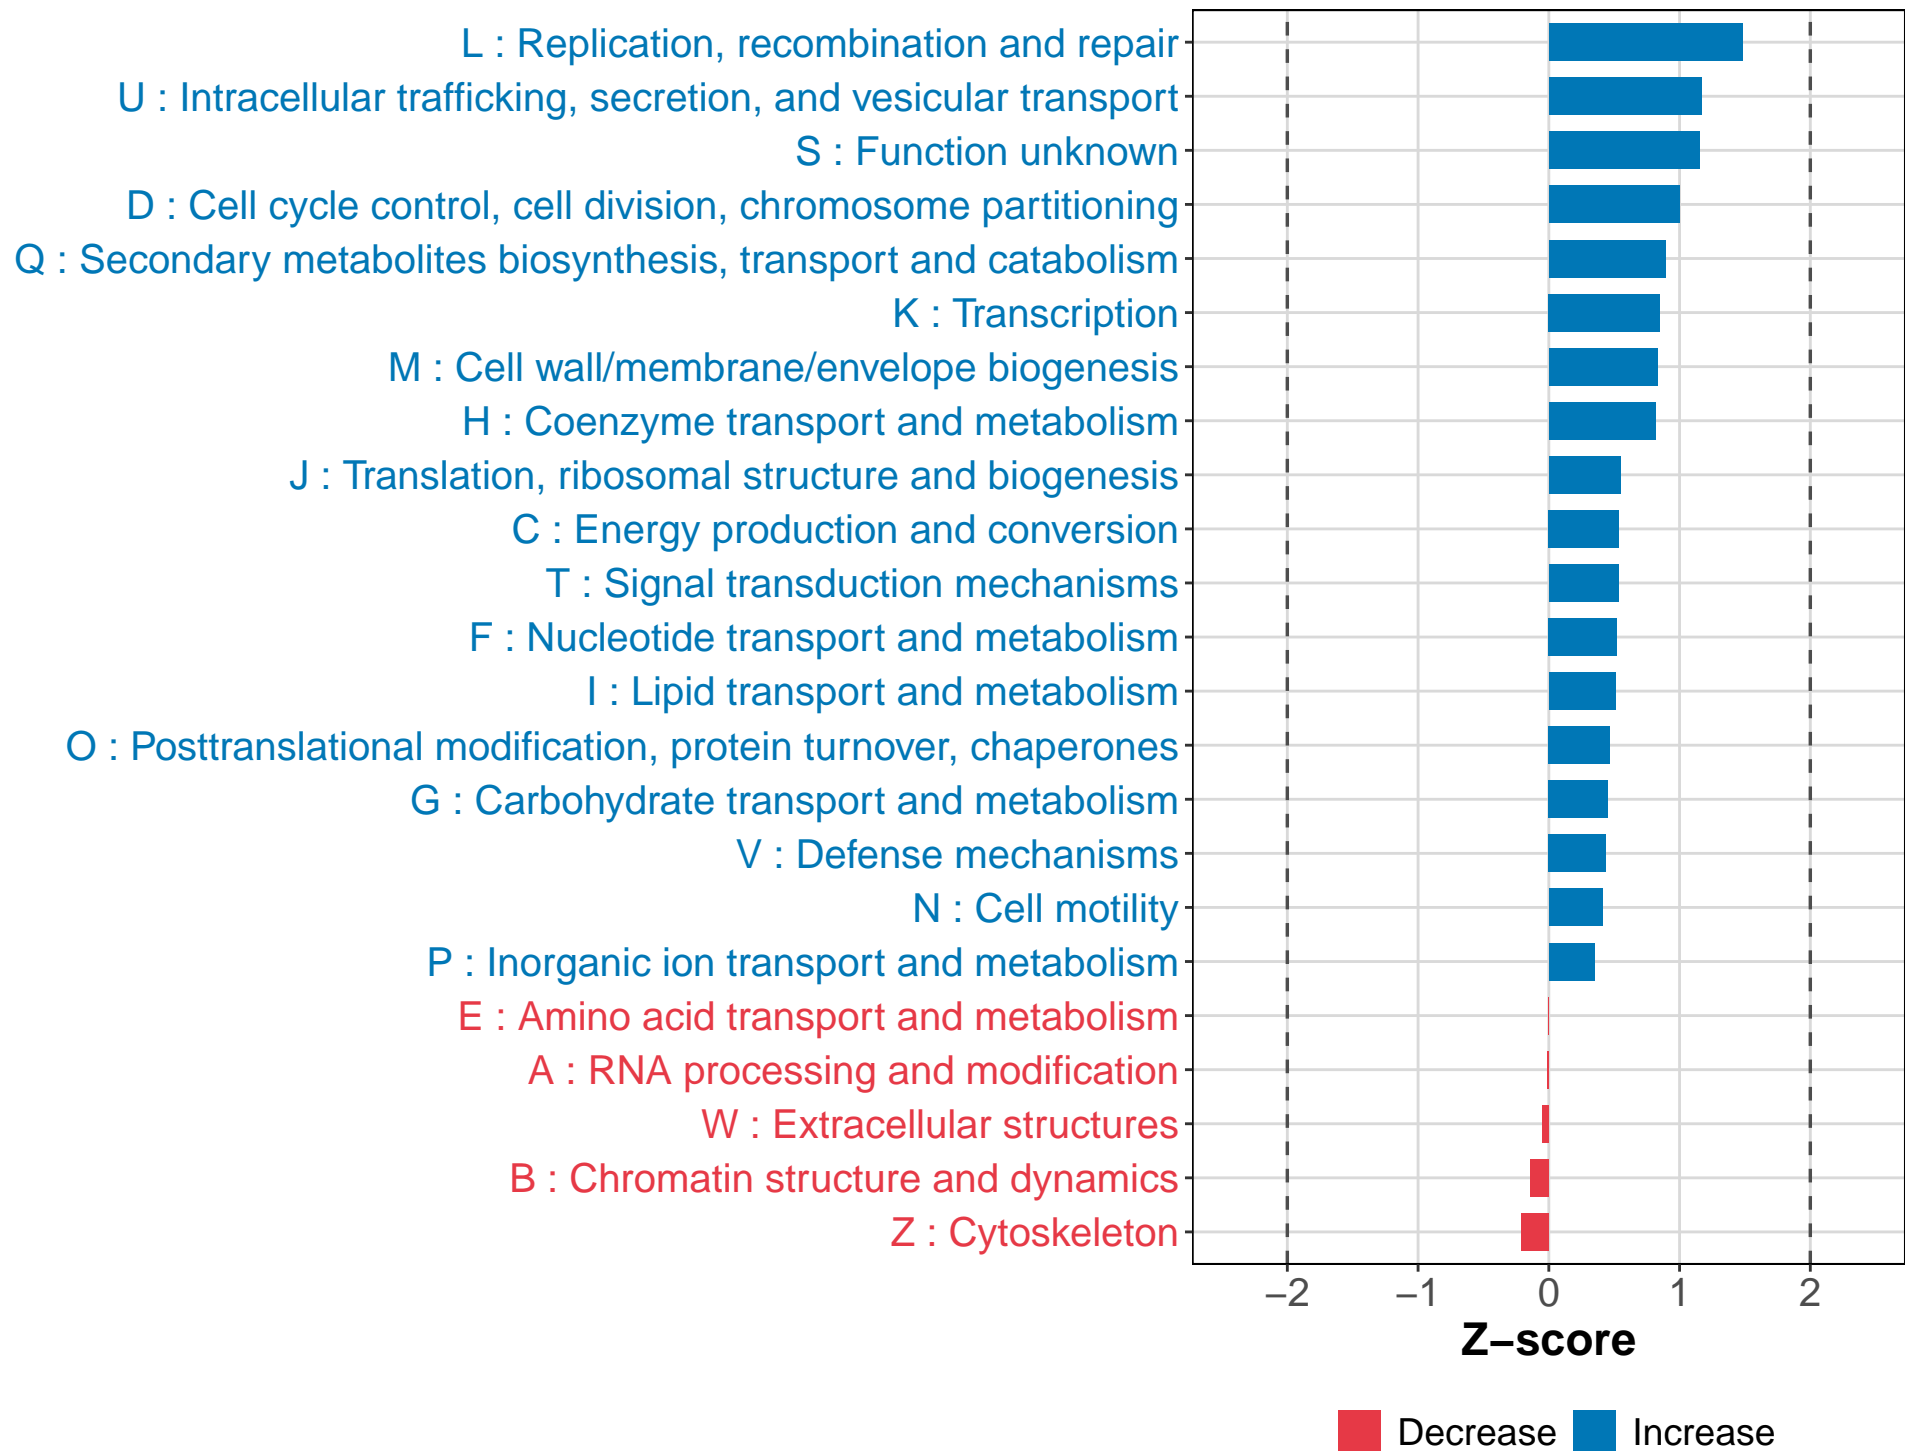 L : Replication, recombination and repair
U : Intracellular trafficking, secretion, and vesicular transport
S : Function unknown
D : Cell cycle control, cell division, chromosome partitioning
Q : Secondary metabolites biosynthesis, transport and catabolism
K : Transcription
M : Cell wall/membrane/envelope biogenesis
H : Coenzyme transport and metabolism
J : Translation, ribosomal structure and biogenesis
C : Energy production and conversion
T : Signal transduction mechanisms
F : Nucleotide transport and metabolism
I : Lipid transport and metabolism
O : Posttranslational modification, protein turnover, chaperones
G : Carbohydrate transport and metabolism
V : Defense mechanisms
N : Cell motility
P : Inorganic ion transport and metabolism
E : Amino acid transport and metabolism
A : RNA processing and modification
W : Extracellular structures
B : Chromatin structure and dynamics
Z : Cytoskeleton
−2 −1 0 1 2
Z−score
Decrease Increase